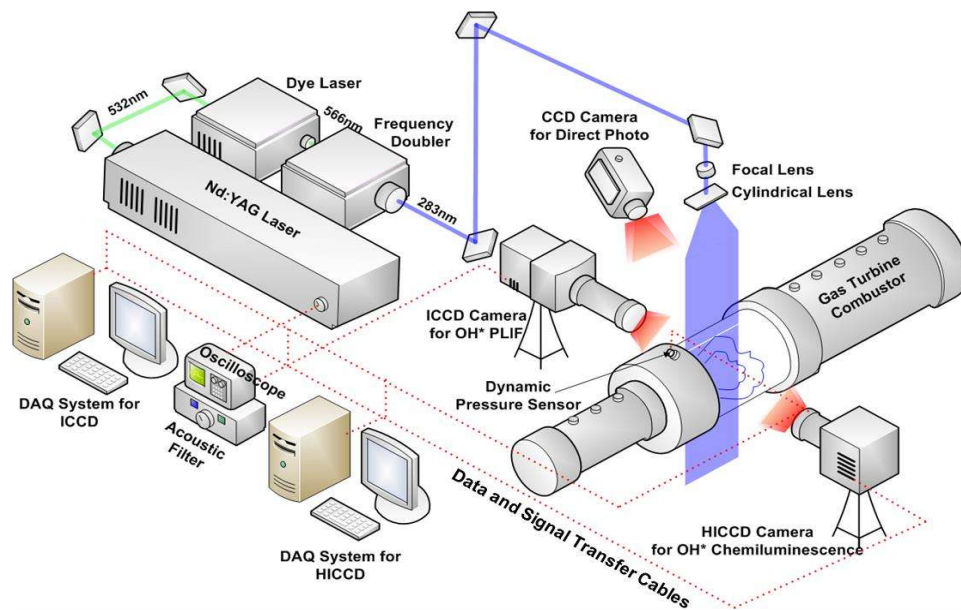 Dye Laser
532nm
566nm
Frequency
Doubler
Nd:YAG Laser
283nm
CCD Camera
for Direct Photo
Focal Lens
Cylindrical Lens
Gas Turbine
Combustor
ICCD Camera
for OH* PLIF
Dynamic
Pressure Sensor
Oscilloscope
Acoustic
Filter
DAQ System for
ICCD
DAQ System for
HICCD
Data and Signal Transfer Cables
HICCD Camera
for OH* Chemiluminescence